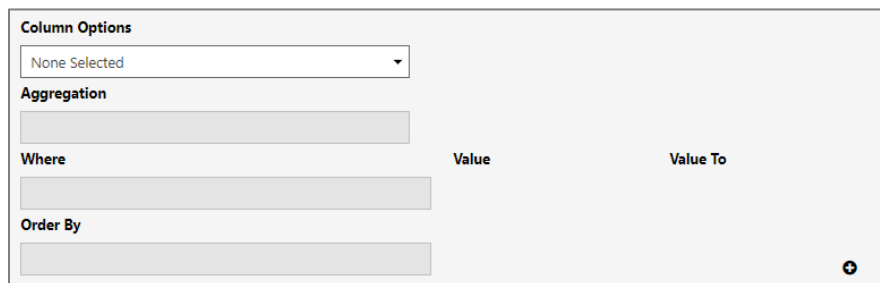 Column Options
None Selected
Aggregation
Where Value Value To
Order By